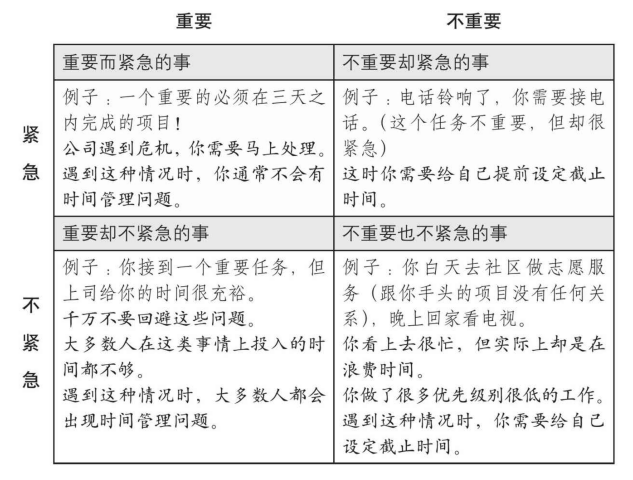 重要
不重要
紧急
重要而紧急的事
例子：一个重要的必须在三天之
内完成的项目！
公司遇到危机，你需要马上处理。
遇到这种情况时，你通常不会有
时间管理问题。
不重要却紧急的事
例子：电话铃响了，你需要接电
话。（这个任务不重要，但却很
紧急）
这时你需要给自己提前设定截止
时间。
不紧急
重要却不紧急的事
例子：你接到一个重要任务，但
上司给你的时间很充裕。
千万不要回避这些问题。
大多数人在这类事情上投入的时
间都不够。
遇到这种情况时，大多数人都会
出现时间管理问题。
不重要也不紧急的事
例子：你白天去社区做志愿服
务（跟你手头的项目没有任何关
系），晚上回家看电视。
你看上去很忙，但实际上却是在
浪费时间。
你做了很多优先级别很低的工作。
遇到这种情况时，你需要给自己
设定截止时间。